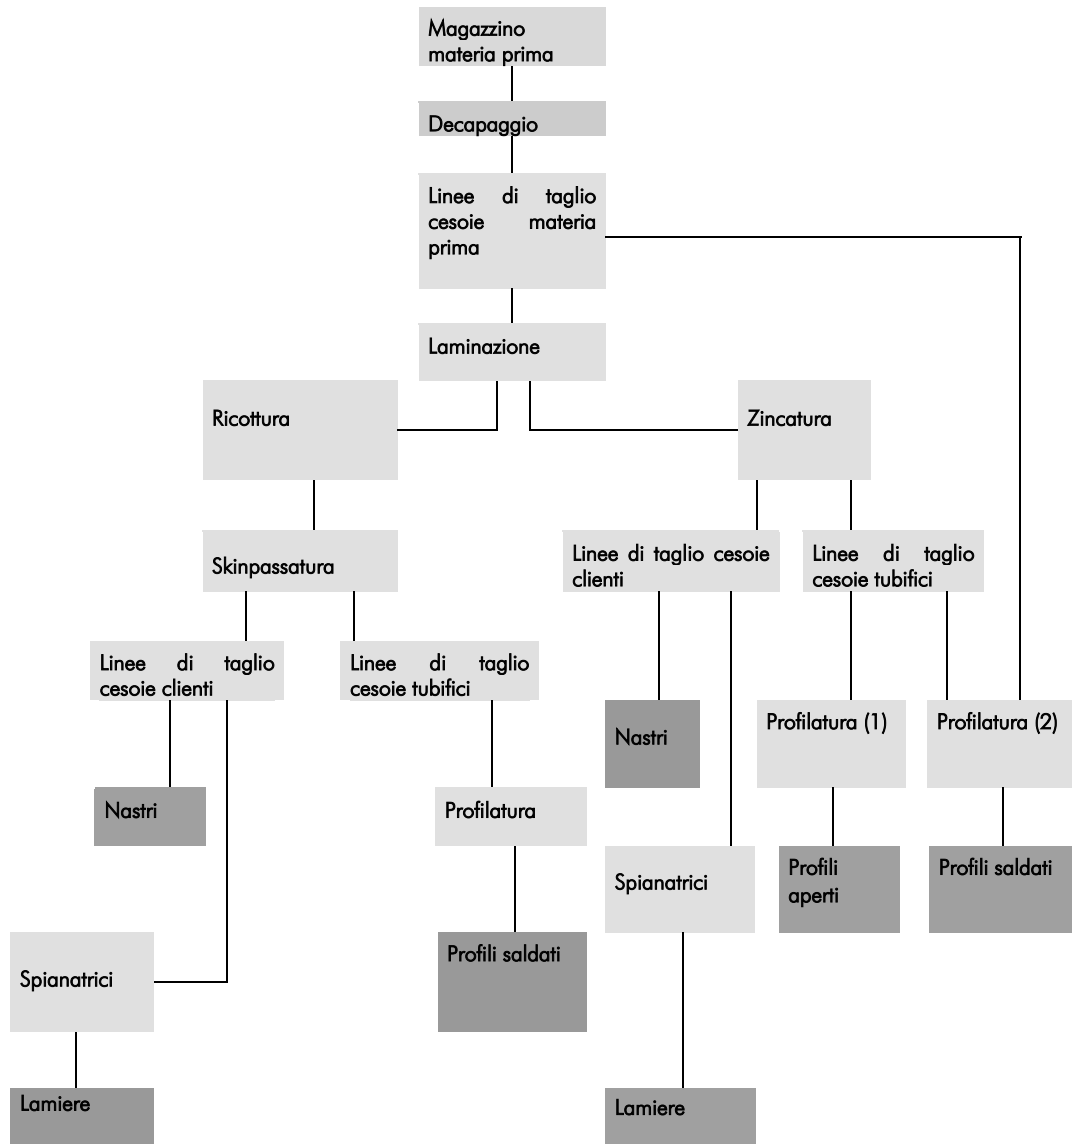 Magazzino
materia prima
Decapaggio
Linee di taglio
cesoie materia
prima
Laminazione
Ricottura
Zincatura
Skinpassatura
Linee di taglio cesoie
clienti
Linee di taglio
cesoie tubifici
Linee di taglio
cesoie clienti
Linee di taglio
cesoie tubifici
Nastri
Profilatura (1)
Profilatura (2)
Nastri
Profilatura
Spianatrici
Profili
aperti
Profili saldati
Spianatrici
Profili saldati
Lamiere
Lamiere